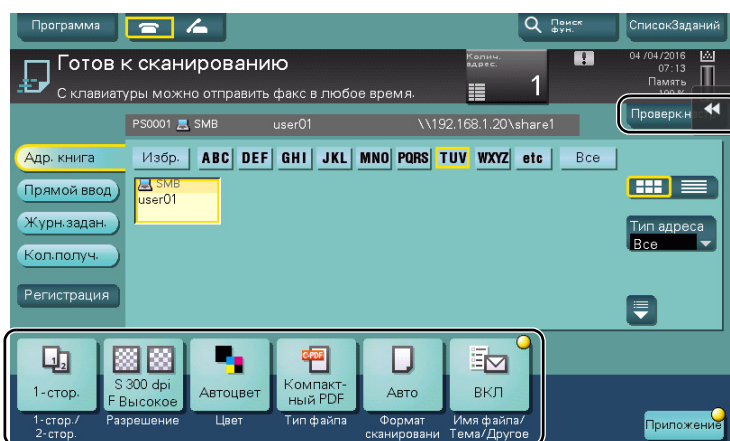 Программа
Поиск
фун.
СписокЗаданий
Готов к сканированию
С клавиатуры можно отправить факс в любое время.
Колич.
адрес.
1
04/04/2016
07:13
Память
100 %
Проверк.н
PS0001 SMB user01 \\192.168.1.20\share1
Адр. книга
Избр. ABC DEF GHI JKL MNO PQRS TUV WXYZ etc Все
Прямой ввод
SMB
user01
Журн.задан.
Тип адреса
Все
Кол.получ.
Регистрация
1-стор.
S 300 dpi
F Высокое
Автоцвет
C-PDF
Компакт-
ный PDF
Авто
ВКЛ
1-стор./
2-стор.
Разрешение
Цвет
Тип файла
Формат
сканировани
Имя файла/
Тема/Другое
Приложение